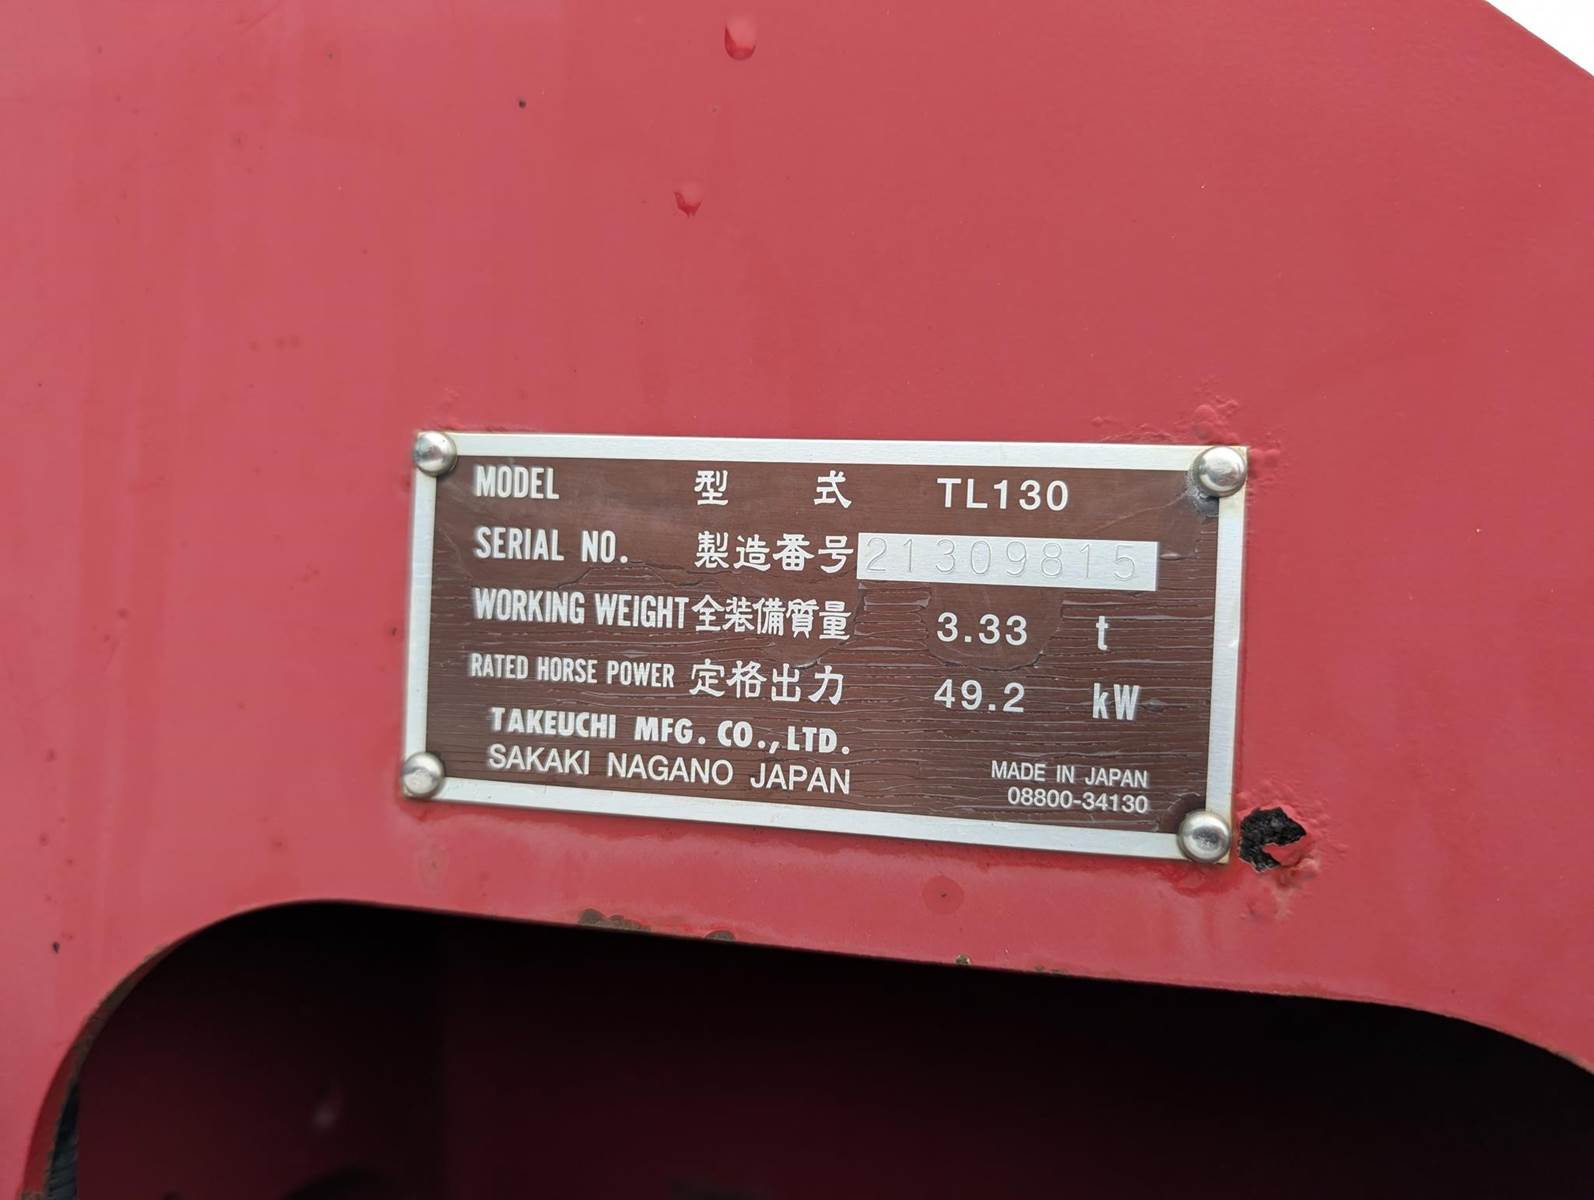 MODEL 型式 TL130
SERIAL NO. 製造番号 21309815
WORKING WEIGHT 全装備質量 3.33 t
RATED HORSE POWER 定格出力 49.2 kW
TAKEUCHI MFG. CO., LTD.
SAKAKI NAGANO JAPAN
MADE IN JAPAN
08800-34130